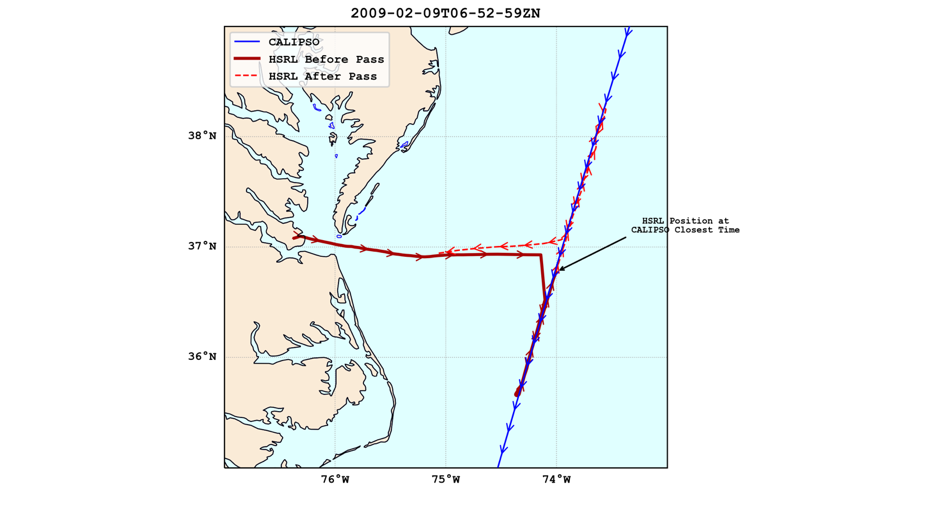 2009-02-09T06-52-59ZN
CALIPSO
HSRL Before Pass
HSRL After Pass
38°N
37°N
36°N
HSRL Position at
CALIPSO Closest Time
76°W
75°W
74°W